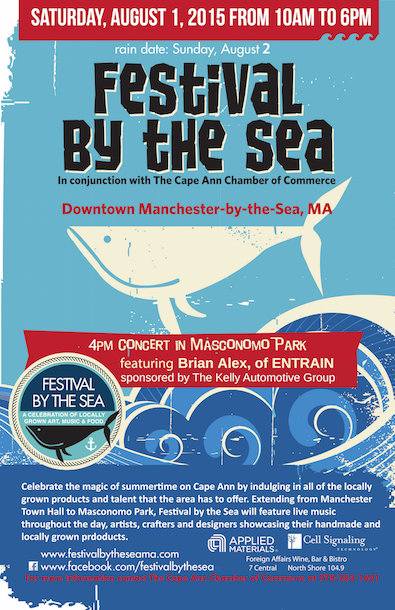 SATURDAY, AUGUST 1, 2015 FROM 10AM TO 6PM
rain date: Sunday, August 2
Festival
By the Sea
In conjunction with The Cape Ann Chamber of Commerce
Downtown Manchester-by-the-Sea, MA
4PM Concert in Masconomo Park
featuring Brian Alex, of ENTRAIN
sponsored by The Kelly Automotive Group
FESTIVAL
BY THE SEA
A CELEBRATION OF LOCALLY
GROWN ART, MUSIC & FOOD
Celebrate the magic of summertime on Cape Ann by indulging in all of the locally
grown products and talent that the area has to offer. Extending from Manchester
Town Hall to Masconomo Park, Festival by the Sea will feature live music
throughout the day, artists, crafters and designers showcasing their handmade and
locally grown prdoducts.
www.festivalbytheseama.com
www.facebook.com/festivalbythesea
APPLIED
MATERIALS®
Cell Signaling
TECHNOLOGY®
Foreign Affairs Wine, Bar & Bistro
7 Central North Shore 104.9
For more information contact The Cape Ann Chamber of Commerce at